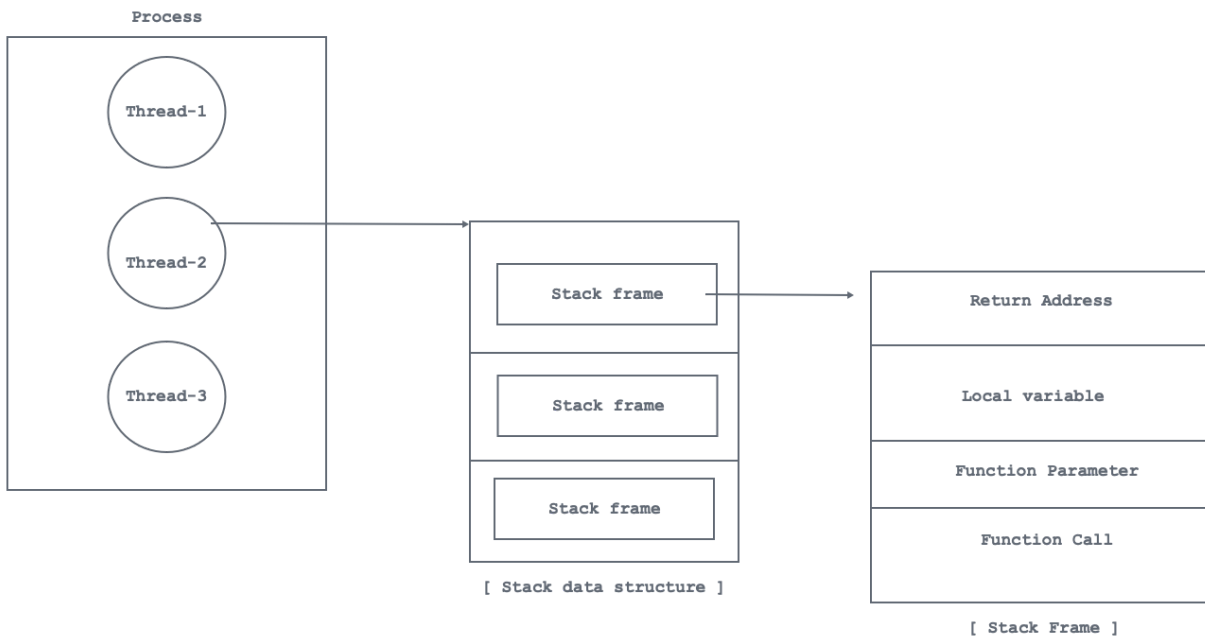 Process
Thread-1
Thread-2
Thread-3
Stack frame
Stack frame
Stack frame
[ Stack data structure ]
Return Address
Local variable
Function Parameter
Function Call
[ Stack Frame ]